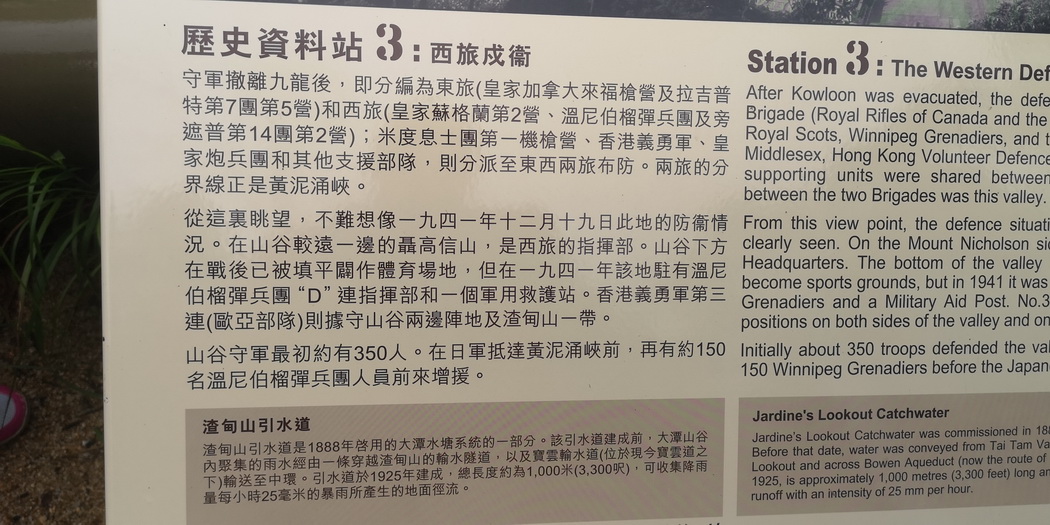 歷史資料站 3：西旅戍衞
守軍撤離九龍後，即分編為東旅(皇家加拿大來福槍營及拉吉普
特第7團第5營)和西旅(皇家蘇格蘭第2營、溫尼伯榴彈兵團及旁
遮普第14團第2營)；米度息士團第一機槍營、香港義勇軍、皇
家炮兵團和其他支援部隊，則分派至東西兩旅布防。兩旅的分
界線正是黃泥涌峽。
從這裏眺望，不難想像一九四一年十二月十九日此地的防衞情
況。在山谷較遠一邊的聶高信山，是西旅的指揮部。山谷下方
在戰後已被填平闢作體育場地，但在一九四一年該地駐有溫尼
伯榴彈兵團 “D” 連指揮部和一個軍用救護站。香港義勇軍第三
連(歐亞部隊)則據守山谷兩邊陣地及渣甸山一帶。
山谷守軍最初約有350人。在日軍抵達黃泥涌峽前，再有約150
名溫尼伯榴彈兵團人員前來增援。
渣甸山引水道
渣甸山引水道是1888年啓用的大潭水塘系統的一部分。該引水道建成前，大潭山谷
內聚集的雨水經由一條穿越渣甸山的輸水隧道，以及寶雲輸水道(位於現今寶雲道之
下)輸送至中環。引水道於1925年建成，總長度約為1,000米(3,300呎)，可收集降雨
量每小時25毫米的暴雨所產生的地面徑流。
Station 3 : The Western Def
After Kowloon was evacuated, the defe
Brigade (Royal Rifles of Canada and the
Royal Scots, Winnipeg Grenadiers, and t
Middlesex, Hong Kong Volunteer Defence
supporting units were shared between
between the two Brigades was this valley.
From this view point, the defence situati
clearly seen. On the Mount Nicholson sid
Headquarters. The bottom of the valley
become sports grounds, but in 1941 it was
Grenadiers and a Military Aid Post. No.3
positions on both sides of the valley and on
Initially about 350 troops defended the val
150 Winnipeg Grenadiers before the Japan
Jardine's Lookout Catchwater
Jardine's Lookout Catchwater was commissioned in 188
Before that date, water was conveyed from Tai Tam Va
Lookout and across Bowen Aqueduct (now the route of
1925, is approximately 1,000 metres (3,300 feet) long an
runoff with an intensity of 25 mm per hour.